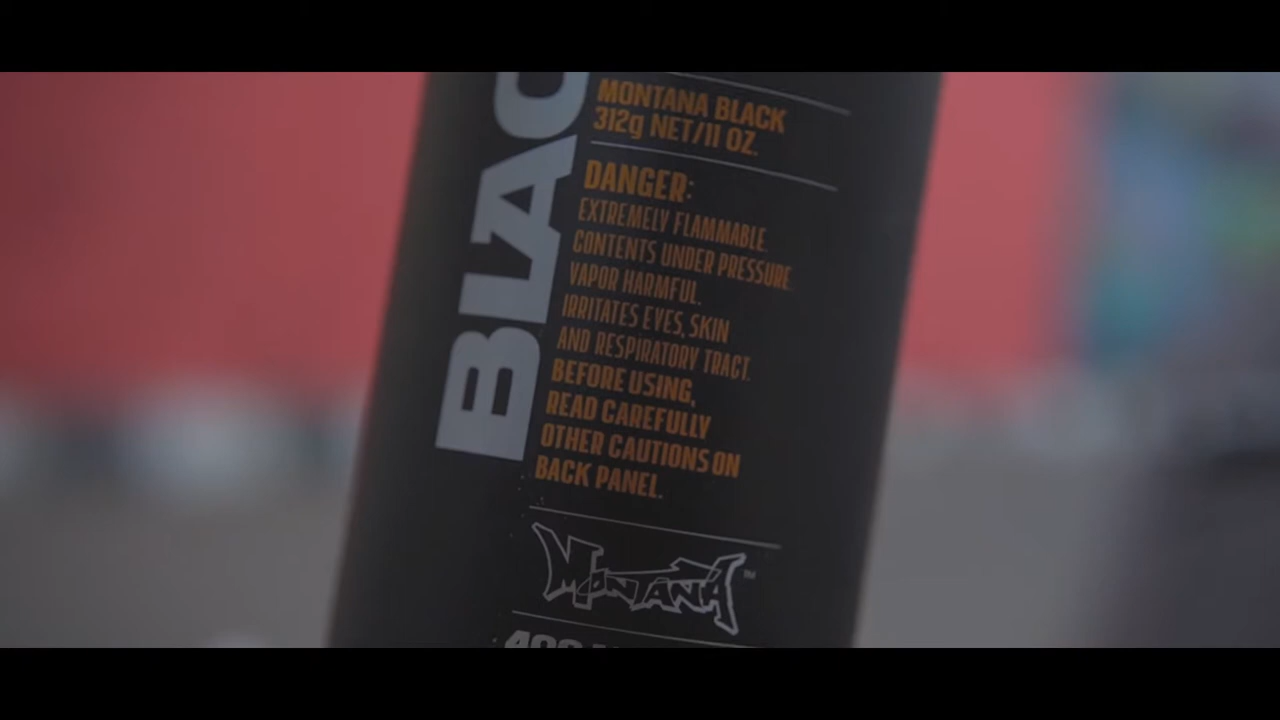 BLAC
MONTANA BLACK
312g NET/11 OZ.
DANGER:
EXTREMELY FLAMMABLE.
CONTENTS UNDER PRESSURE.
VAPOR HARMFUL.
IRRITATES EYES, SKIN
AND RESPIRATORY TRACT.
BEFORE USING,
READ CAREFULLY
OTHER CAUTIONS ON
BACK PANEL.
MONTANA™